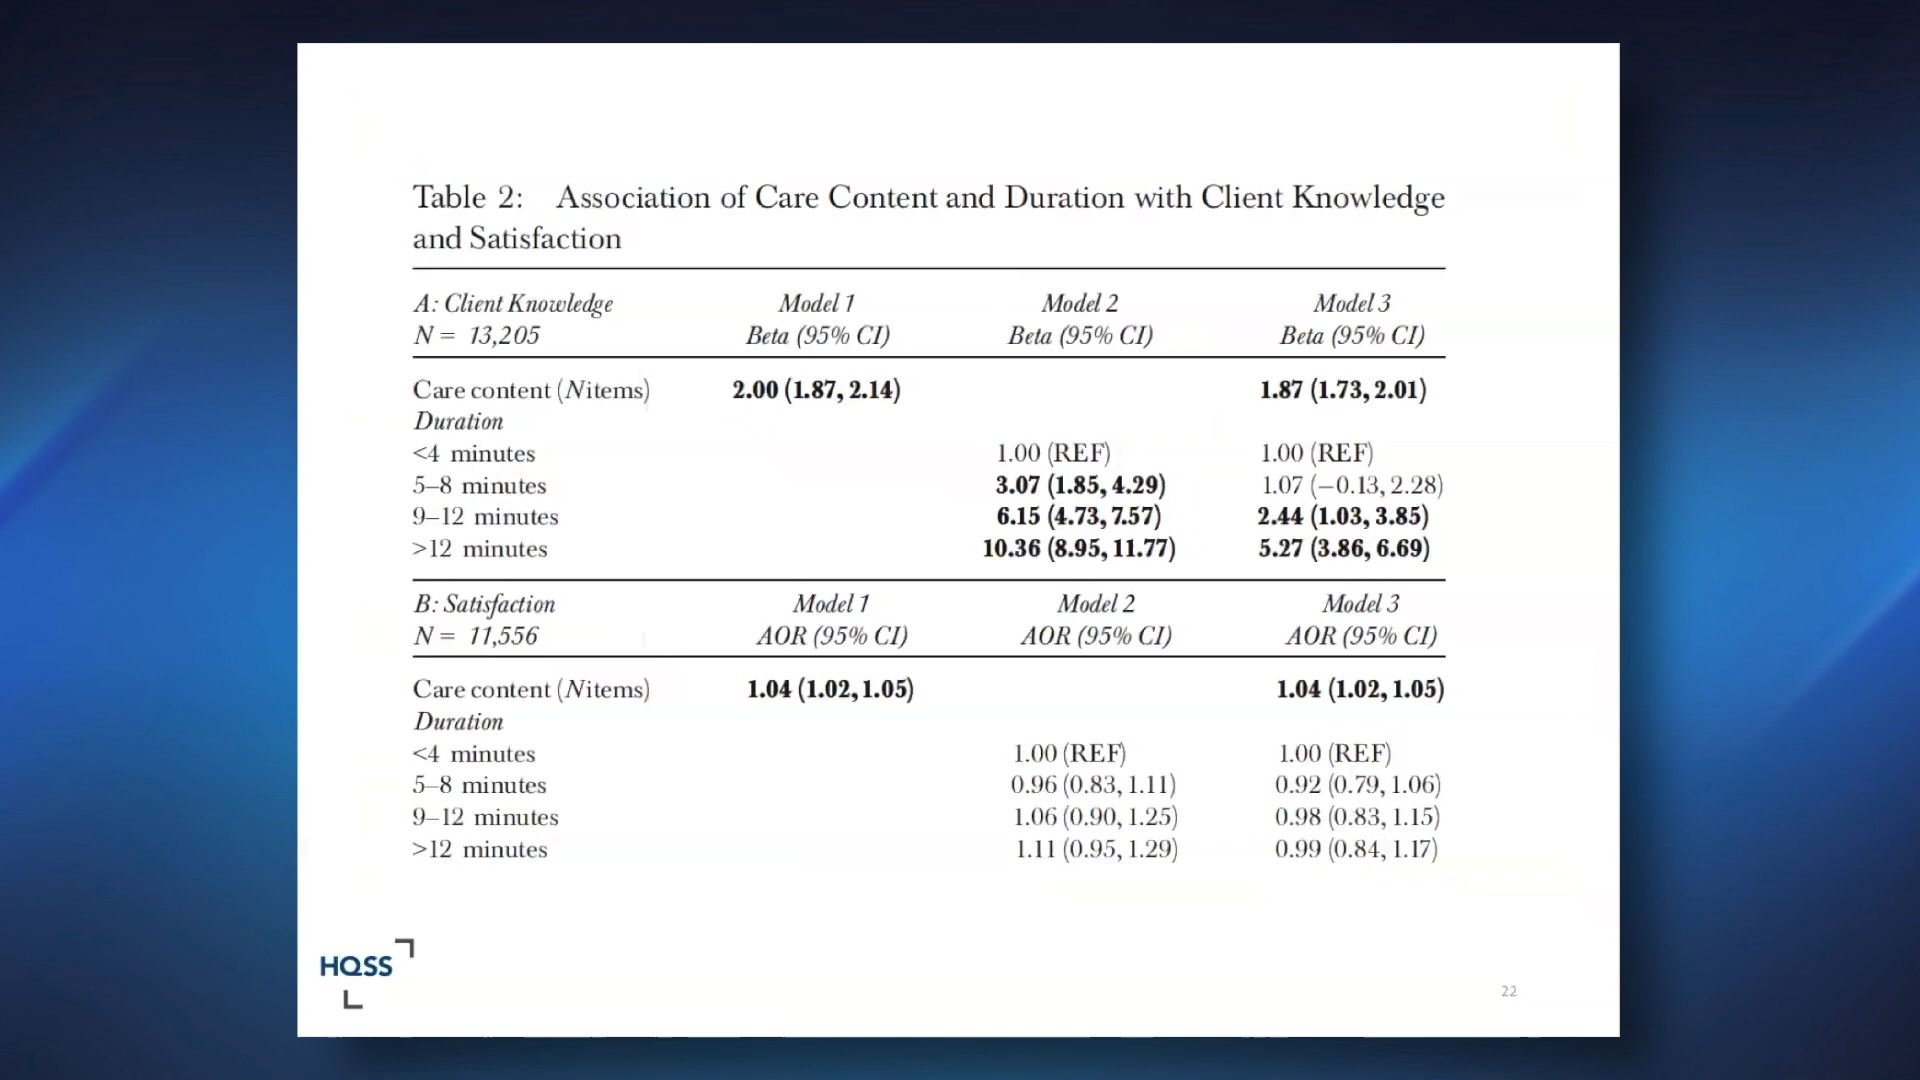 Table 2: Association of Care Content and Duration with Client Knowledge
and Satisfaction
A: Client Knowledge Model 1 Model 2 Model 3
N = 13,205 Beta (95% CI) Beta (95% CI) Beta (95% CI)
Care content (Nitems) 2.00 (1.87, 2.14) 1.87 (1.73, 2.01)
Duration
<4 minutes 1.00 (REF) 1.00 (REF)
5–8 minutes 3.07 (1.85, 4.29) 1.07 (−0.13, 2.28)
9–12 minutes 6.15 (4.73, 7.57) 2.44 (1.03, 3.85)
>12 minutes 10.36 (8.95, 11.77) 5.27 (3.86, 6.69)
B: Satisfaction Model 1 Model 2 Model 3
N = 11,556 AOR (95% CI) AOR (95% CI) AOR (95% CI)
Care content (Nitems) 1.04 (1.02, 1.05) 1.04 (1.02, 1.05)
Duration
<4 minutes 1.00 (REF) 1.00 (REF)
5–8 minutes 0.96 (0.83, 1.11) 0.92 (0.79, 1.06)
9–12 minutes 1.06 (0.90, 1.25) 0.98 (0.83, 1.15)
>12 minutes 1.11 (0.95, 1.29) 0.99 (0.84, 1.17)
HQSS
22